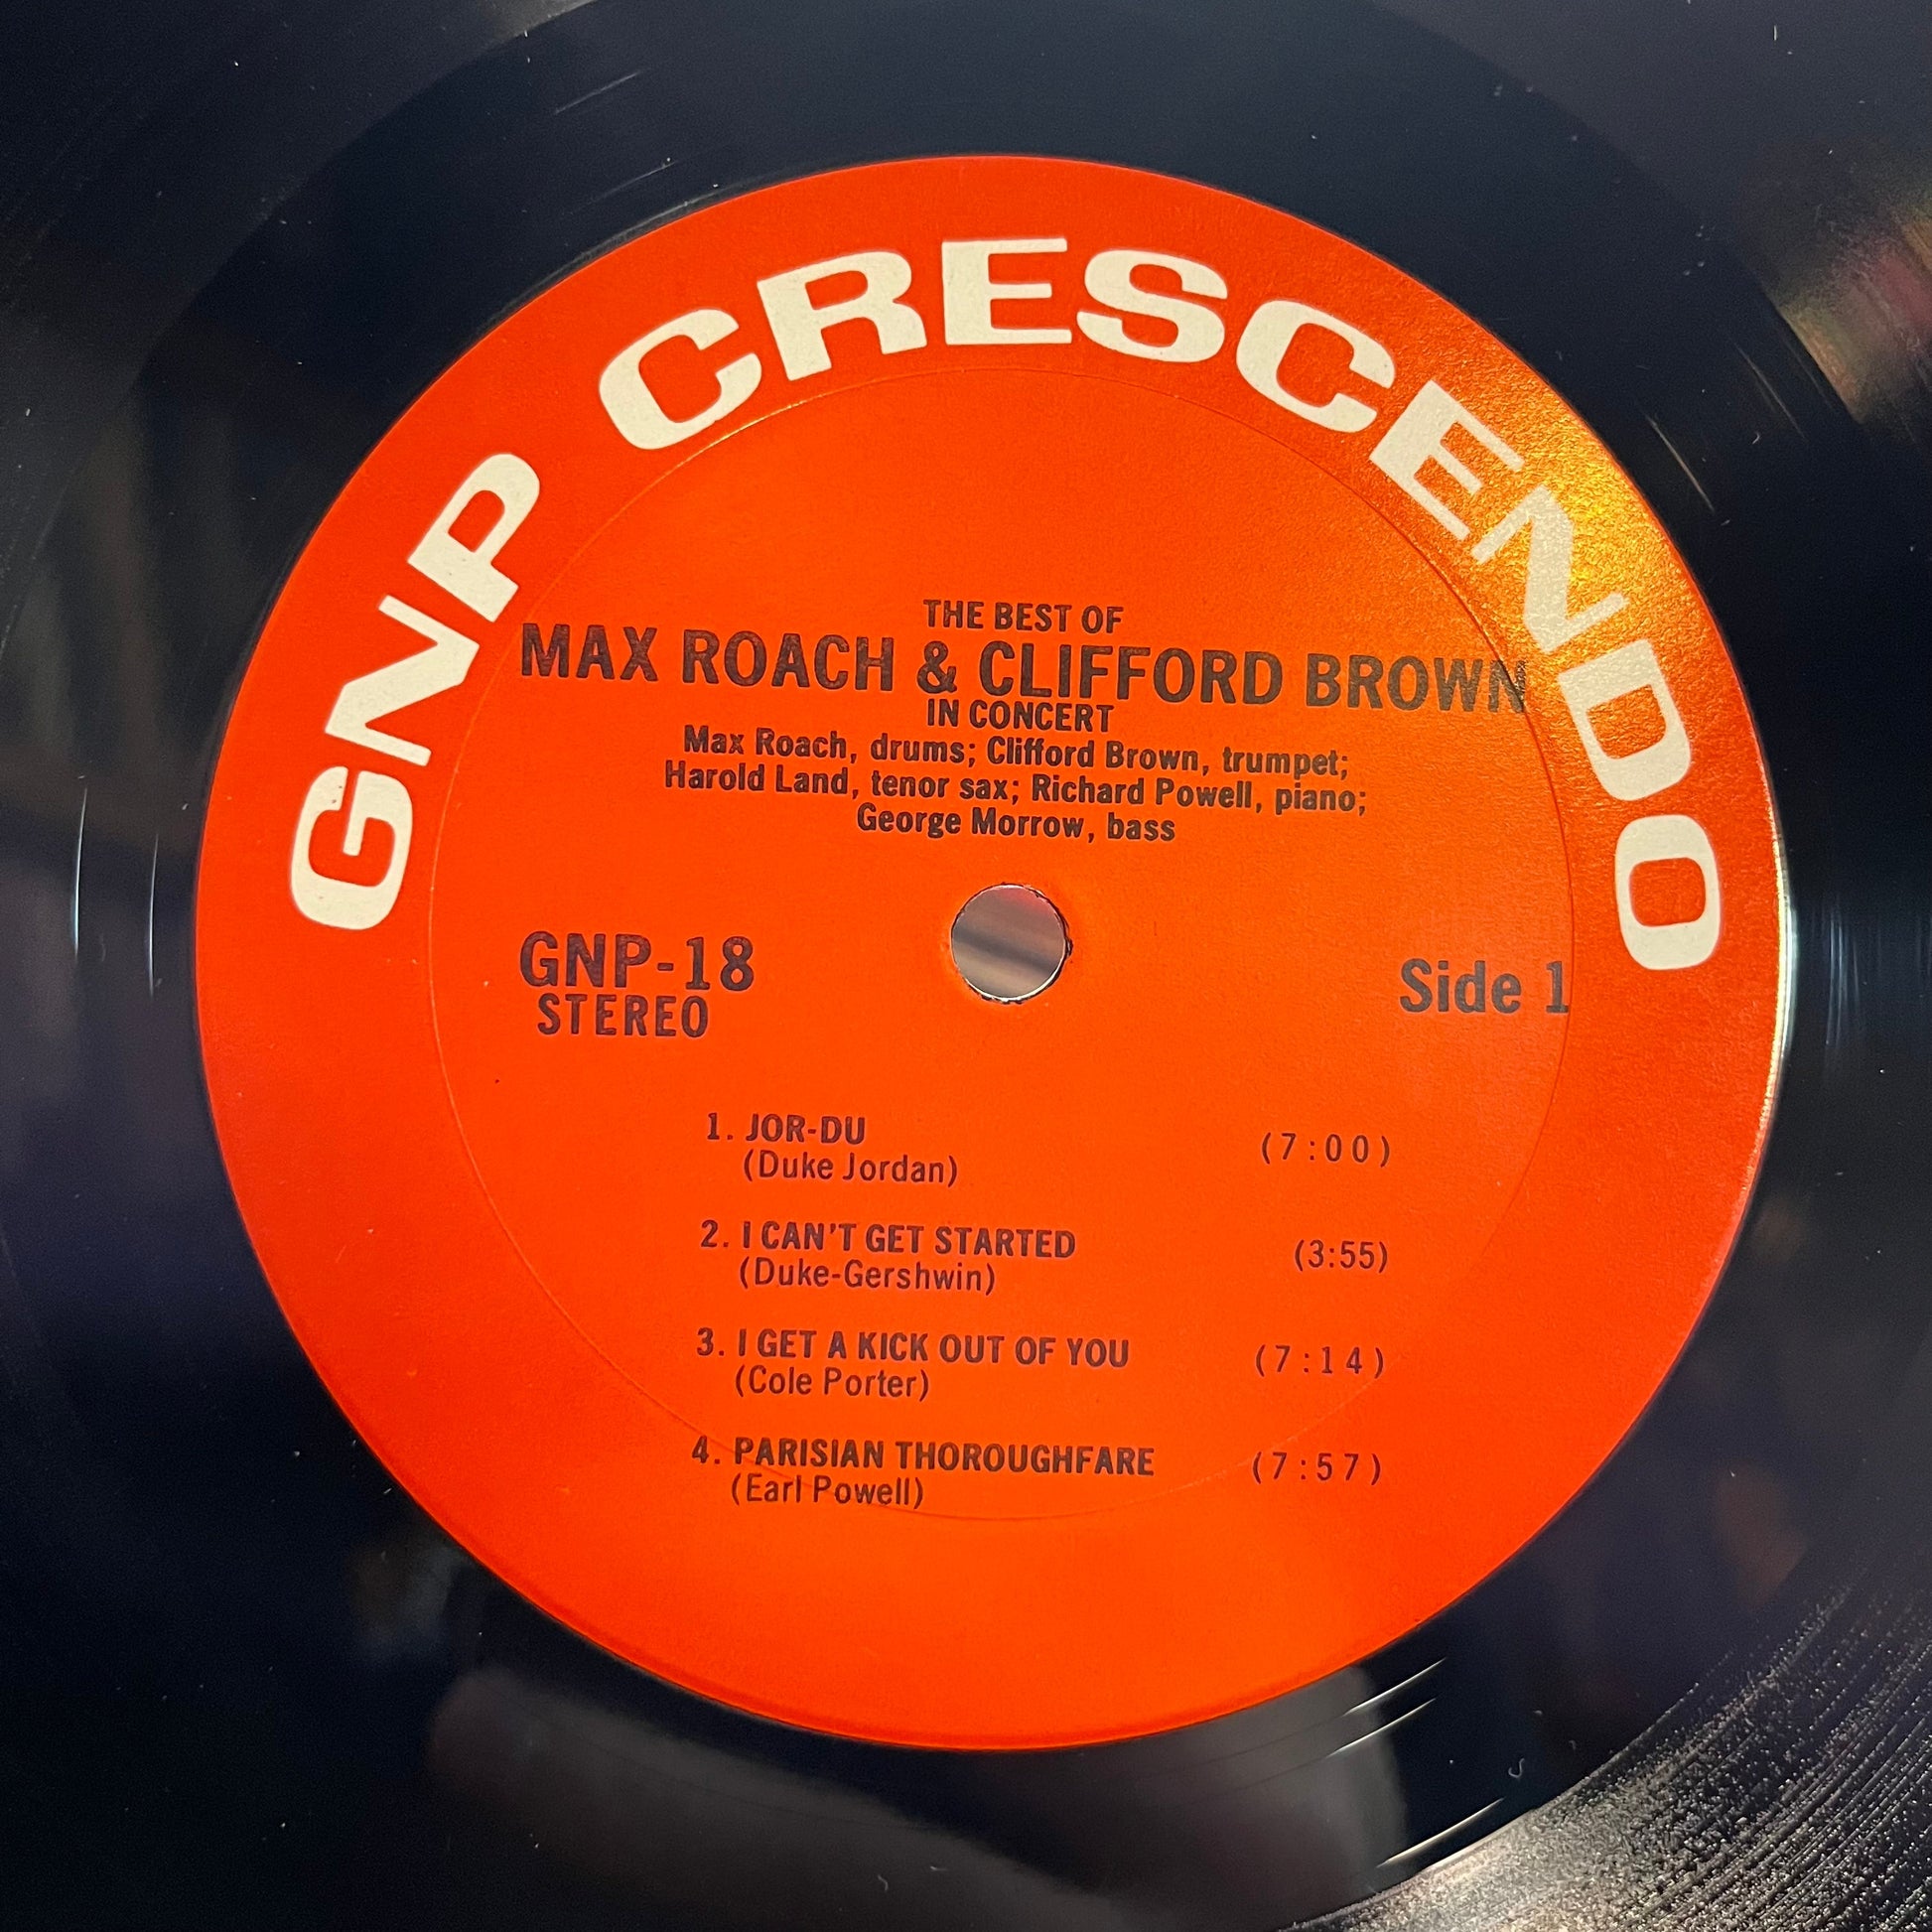 GNP CRESCENDO
THE BEST OF
MAX ROACH & CLIFFORD BROWN
IN CONCERT
Max Roach, drums; Clifford Brown, trumpet;
Harold Land, tenor sax; Richard Powell, piano;
George Morrow, bass
GNP-18
STEREO
Side 1
1. JOR-DU (7:00)
(Duke Jordan)
2. I CAN'T GET STARTED (3:55)
(Duke-Gershwin)
3. I GET A KICK OUT OF YOU (7:14)
(Cole Porter)
4. PARISIAN THOROUGHFARE (7:57)
(Earl Powell)